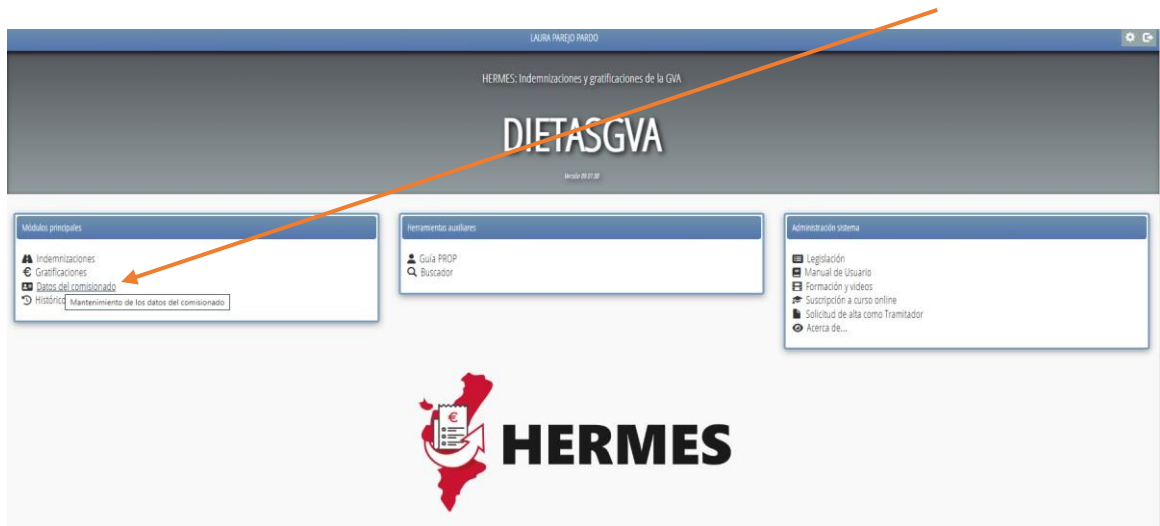 LAURA PAREJO PARDO
HERMES: Indemnizaciones y gratificaciones de la GVA
DIETASGVA
Módulos principales
Indemnizaciones
€ Gratificaciones
Datos del comisionado
Histórico
Mantenimiento de los datos del comisionado
Herramientas auxiliares
Guía PROP
Buscador
Administración sistema
Legislación
Manual de Usuario
Formación y videos
Suscripción a curso online
Solicitud de alta como Tramitador
Acerca de...
€
HERMES